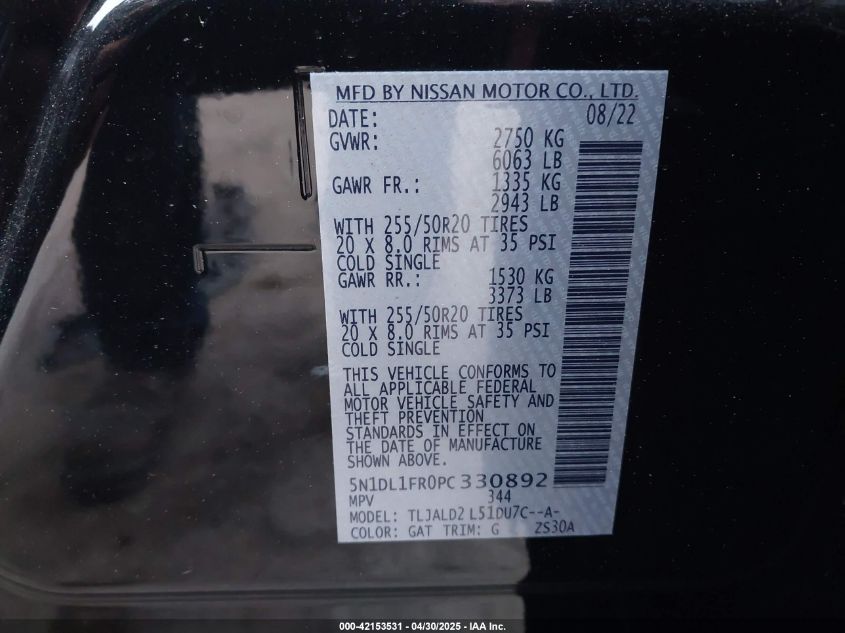 MFD BY NISSAN MOTOR CO., LTD.
DATE: 08/22
GVWR: 2750 KG
6063 LB
GAWR FR.: 1335 KG
2943 LB
WITH 255/50R20 TIRES
20 X 8.0 RIMS AT 35 PSI
COLD SINGLE
GAWR RR.: 1530 KG
3373 LB
WITH 255/50R20 TIRES
20 X 8.0 RIMS AT 35 PSI
COLD SINGLE
THIS VEHICLE CONFORMS TO
ALL APPLICABLE FEDERAL
MOTOR VEHICLE SAFETY AND
THEFT PREVENTION
STANDARDS IN EFFECT ON
THE DATE OF MANUFACTURE
SHOWN ABOVE.
5N1DL1FR0PC330892
MPV 344
MODEL: TLJALD2 L51DU7C--A-
COLOR: GAT TRIM: G ZS30A
000-42153531 - 04/30/2025 - IAA Inc.